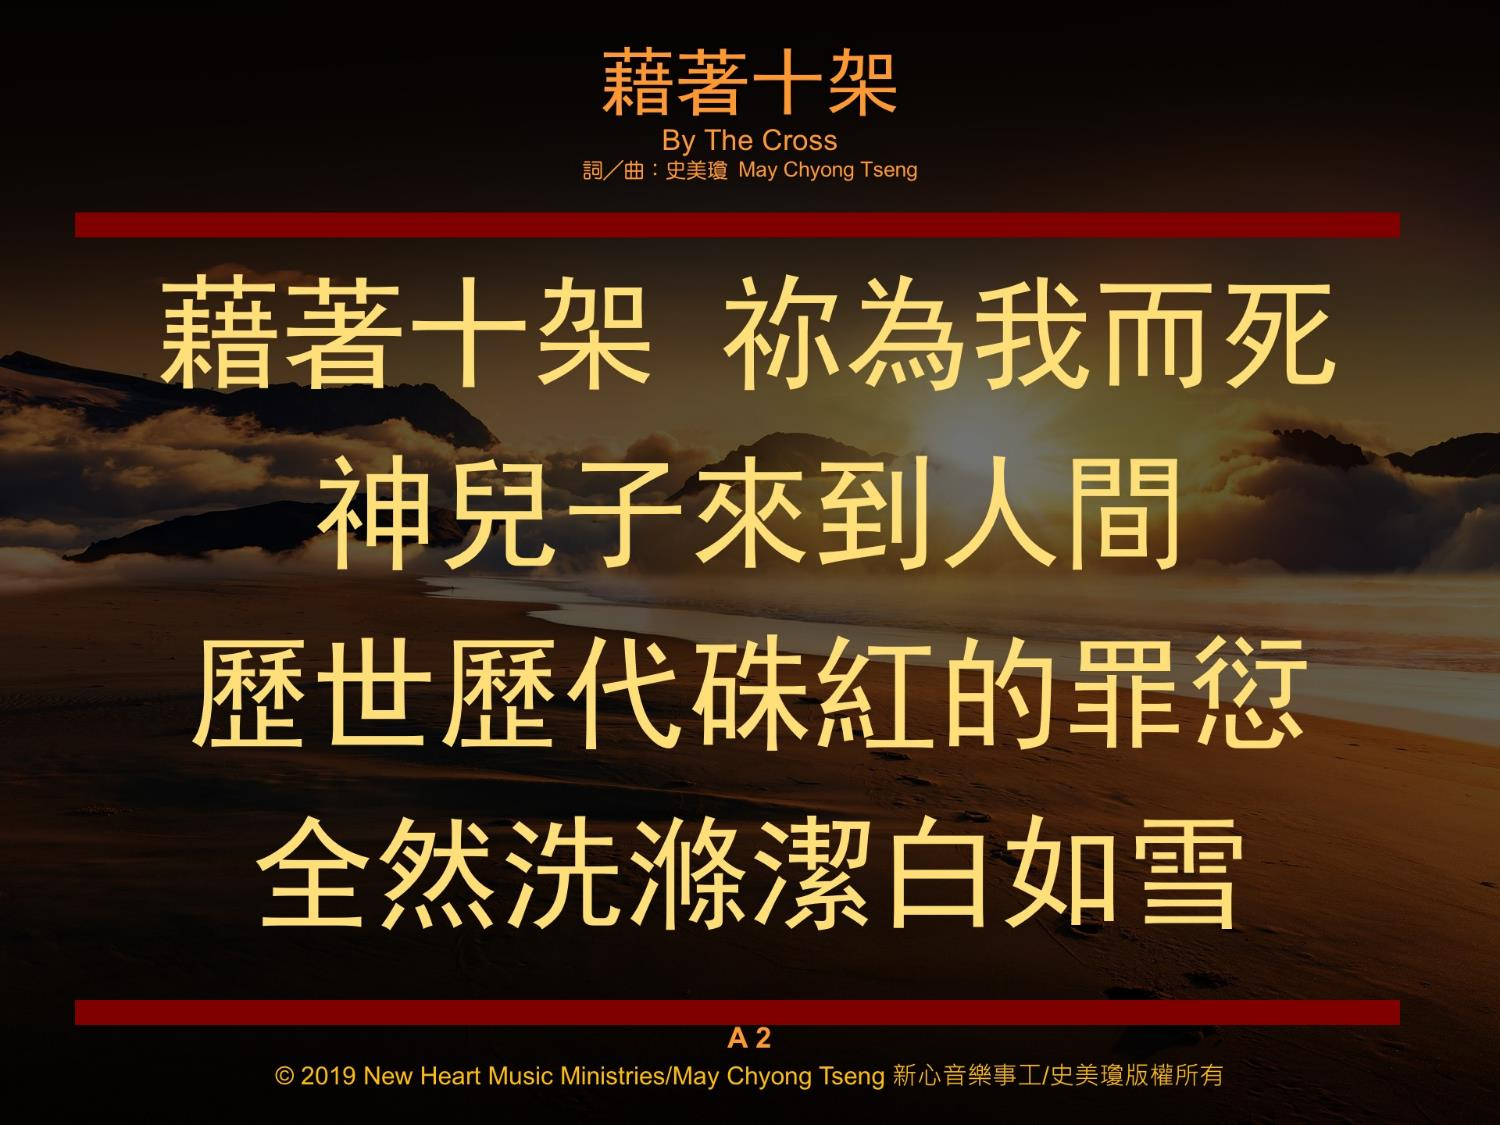 藉著十架
By The Cross
詞／曲：史美瓊 May Chyong Tseng
藉著十架 祢為我而死
神兒子來到人間
歷世歷代硃紅的罪愆
全然洗滌潔白如雪
A 2
© 2019 New Heart Music Ministries/May Chyong Tseng 新心音樂事工/史美瓊版權所有